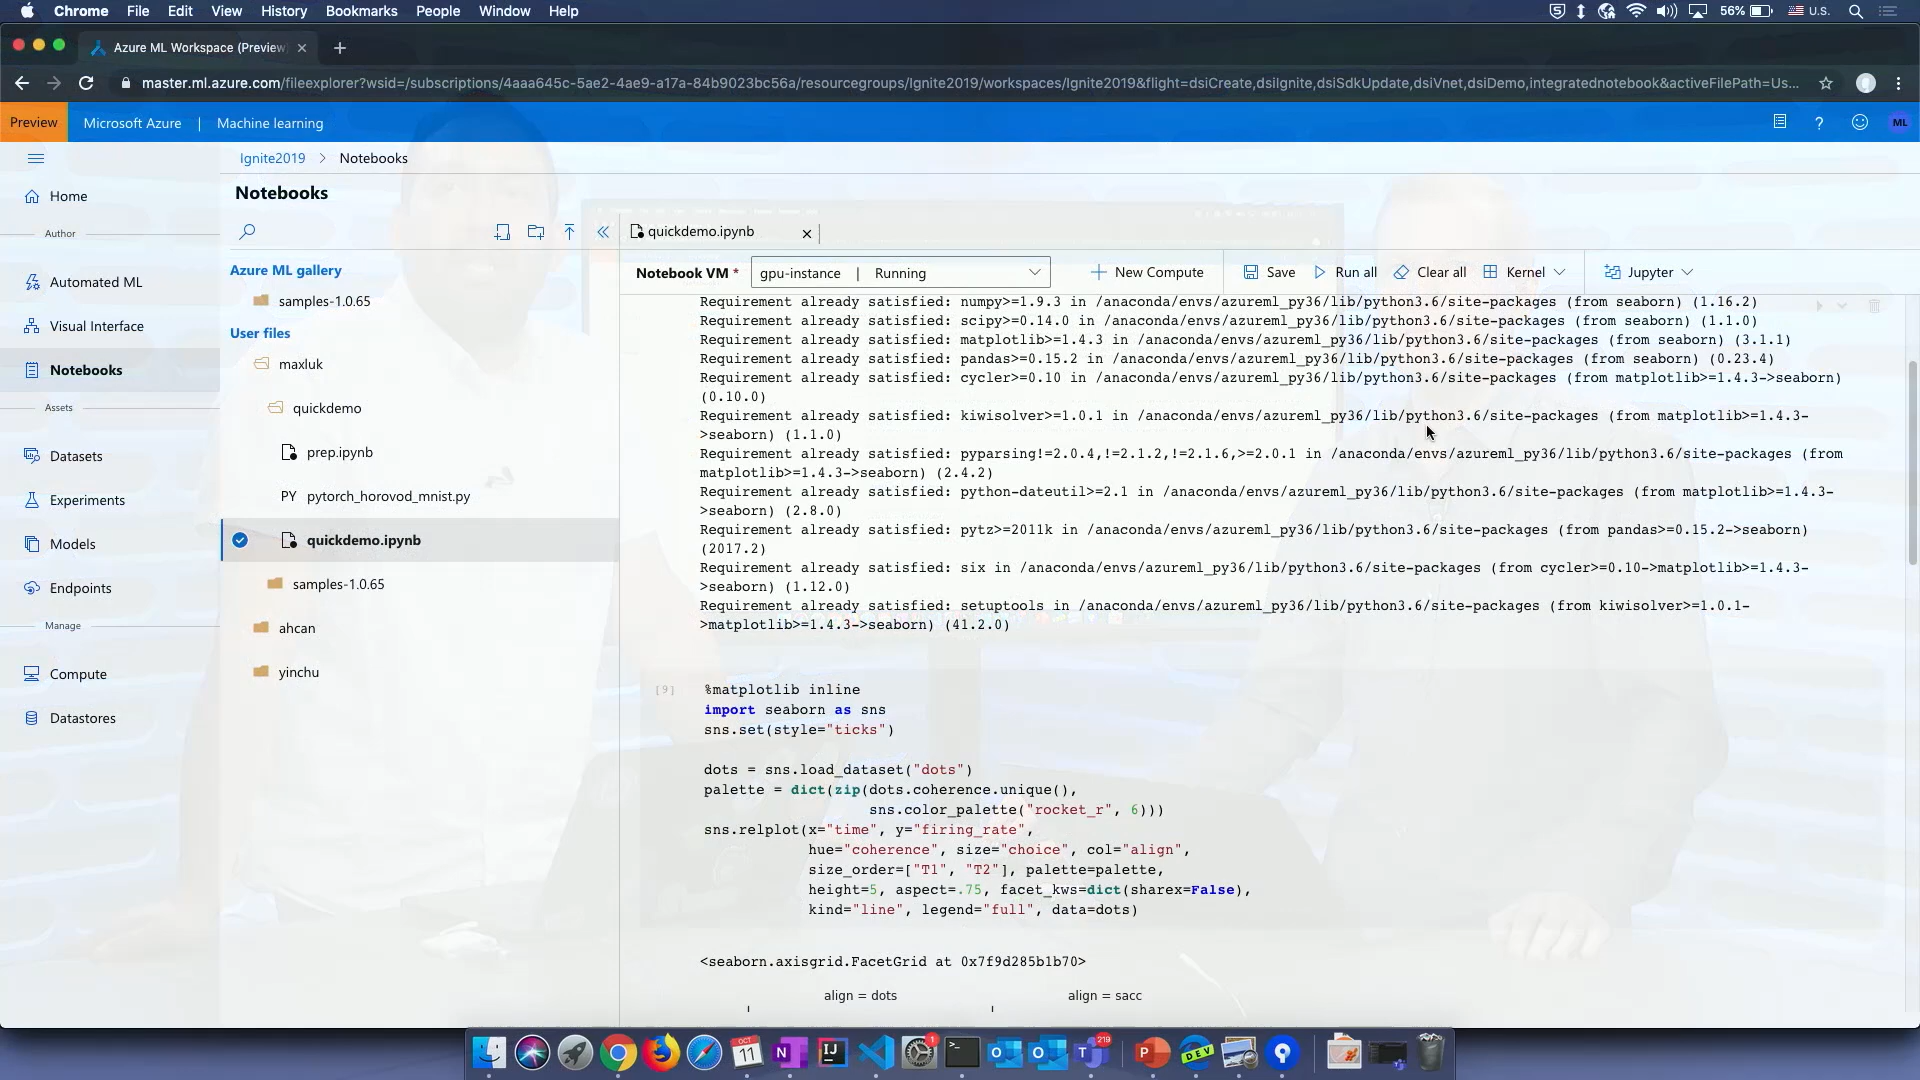 Chrome File Edit View History Bookmarks People Window Help
56% U.S.
Azure ML Workspace (Preview
master.ml.azure.com/fileexplorer?wsid=/subscriptions/4aaa645c-5ae2-4ae9-a17a-84b9023bc56a/resourcegroups/Ignite2019/workspaces/Ignite2019&flight=dsiCreate,dsiIgnite,dsiSdkUpdate,dsiVnet,dsiDemo,integratednotebook&activeFilePath=Us...
Preview Microsoft Azure | Machine learning ? ML
Ignite2019 > Notebooks
Notebooks
Home
Author
Automated ML
Visual Interface
Notebooks
Assets
Datasets
Experiments
Models
Endpoints
Manage
Compute
Datastores
Azure ML gallery
samples-1.0.65
User files
maxluk
quickdemo
prep.ipynb
PY pytorch_horovod_mnist.py
quickdemo.ipynb
samples-1.0.65
ahcan
yinchu
quickdemo.ipynb
Notebook VM * gpu-instance | Running New Compute Save Run all Clear all Kernel Jupyter
Requirement already satisfied: numpy>=1.9.3 in /anaconda/envs/azureml_py36/lib/python3.6/site-packages (from seaborn) (1.16.2)
Requirement already satisfied: scipy>=0.14.0 in /anaconda/envs/azureml_py36/lib/python3.6/site-packages (from seaborn) (1.1.0)
Requirement already satisfied: matplotlib>=1.4.3 in /anaconda/envs/azureml_py36/lib/python3.6/site-packages (from seaborn) (3.1.1)
Requirement already satisfied: pandas>=0.15.2 in /anaconda/envs/azureml_py36/lib/python3.6/site-packages (from seaborn) (0.23.4)
Requirement already satisfied: cycler>=0.10 in /anaconda/envs/azureml_py36/lib/python3.6/site-packages (from matplotlib>=1.4.3->seaborn)
(0.10.0)
Requirement already satisfied: kiwisolver>=1.0.1 in /anaconda/envs/azureml_py36/lib/python3.6/site-packages (from matplotlib>=1.4.3-
>seaborn) (1.1.0)
Requirement already satisfied: pyparsing!=2.0.4,!=2.1.2,!=2.1.6,>=2.0.1 in /anaconda/envs/azureml_py36/lib/python3.6/site-packages (from
matplotlib>=1.4.3->seaborn) (2.4.2)
Requirement already satisfied: python-dateutil>=2.1 in /anaconda/envs/azureml_py36/lib/python3.6/site-packages (from matplotlib>=1.4.3-
>seaborn) (2.8.0)
Requirement already satisfied: pytz>=2011k in /anaconda/envs/azureml_py36/lib/python3.6/site-packages (from pandas>=0.15.2->seaborn)
(2017.2)
Requirement already satisfied: six in /anaconda/envs/azureml_py36/lib/python3.6/site-packages (from cycler>=0.10->matplotlib>=1.4.3-
>seaborn) (1.12.0)
Requirement already satisfied: setuptools in /anaconda/envs/azureml_py36/lib/python3.6/site-packages (from kiwisolver>=1.0.1-
>matplotlib>=1.4.3->seaborn) (41.2.0)
[9] %matplotlib inline
import seaborn as sns
sns.set(style="ticks")
dots = sns.load_dataset("dots")
palette = dict(zip(dots.coherence.unique(),
sns.color_palette("rocket_r", 6)))
sns.relplot(x="time", y="firing_rate",
hue="coherence", size="choice", col="align",
size_order=["T1", "T2"], palette=palette,
height=5, aspect=.75, facet_kws=dict(sharex=False),
kind="line", legend="full", data=dots)
<seaborn.axisgrid.FacetGrid at 0x7f9d285b1b70>
align = dots align = sacc
OCT 11 N IJ 1 >_ 219 P DEV